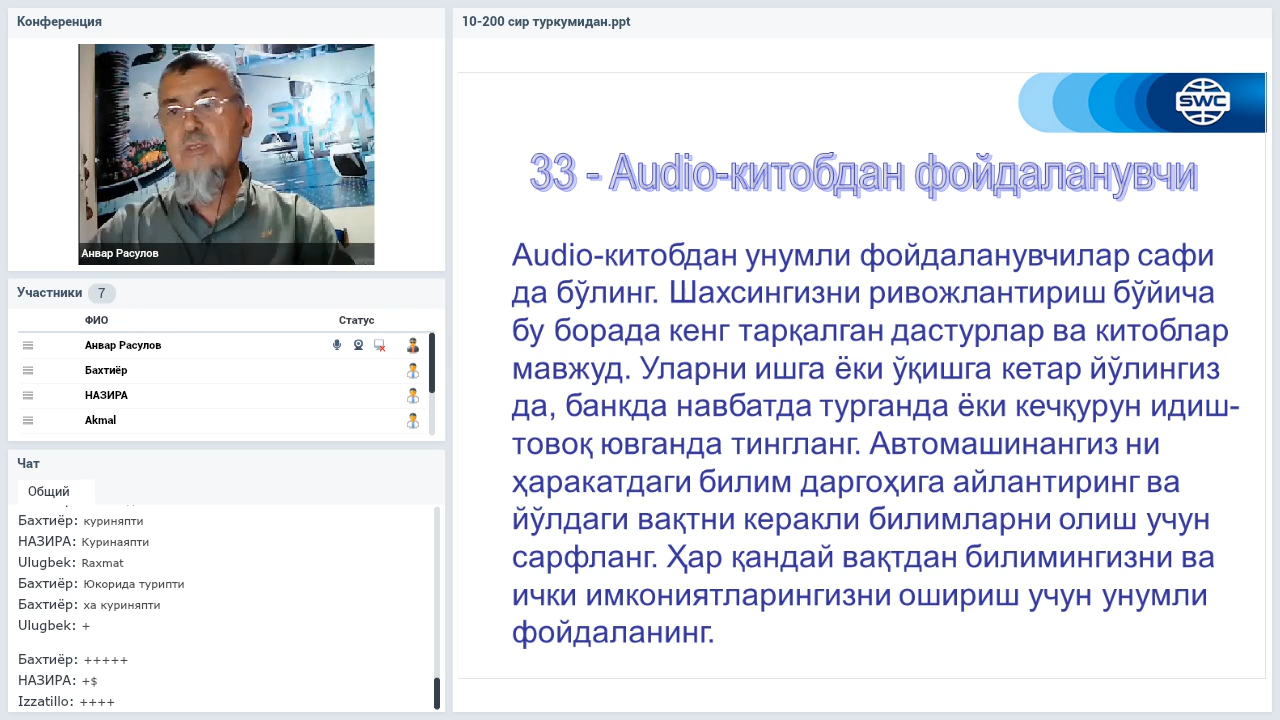 Конференция
Анвар Расулов
Участники 7
ФИО Статус
Анвар Расулов
Бахтиёр
НАЗИРА
Akmal
Чат
Общий
Бахтиёр: куриняпти
НАЗИРА: Куринаяпти
Ulugbek: Raxmat
Бахтиёр: Юкорида турипти
Бахтиёр: ха куриняпти
Ulugbek: +
Бахтиёр: +++++
НАЗИРА: +$
Izzatillo: ++++
10-200 сир туркумидан.ppt
SWC
33 - Audio-китобдан фойдаланувчи
Audio-китобдан унумли фойдаланувчилар сафи
да бўлинг. Шахсингизни ривожлантириш бўйича
бу борада кенг тарқалган дастурлар ва китоблар
мавжуд. Уларни ишга ёки ўқишга кетар йўлингиз
да, банкда навбатда турганда ёки кечқурун идиш-
товоқ ювганда тингланг. Автомашинангиз ни
ҳаракатдаги билим даргоҳига айлантиринг ва
йўлдаги вақтни керакли билимларни олиш учун
сарфланг. Ҳар қандай вақтдан билимингизни ва
ички имкониятларингизни ошириш учун унумли
фойдаланинг.